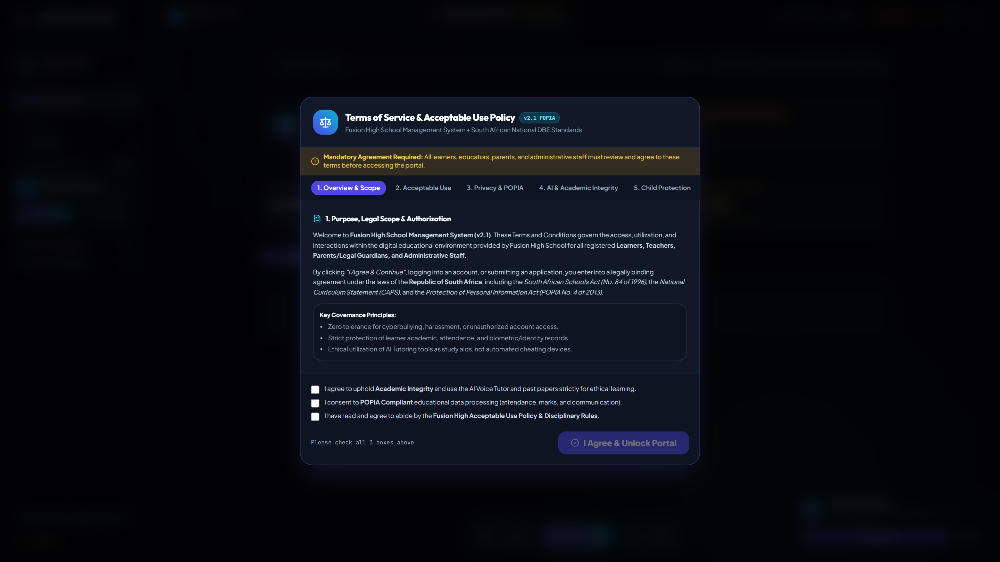 Terms of Service & Acceptable Use Policy v2.1 POPIA
Fusion High School Management System • South African National DBE Standards
Mandatory Agreement Required: All learners, educators, parents, and administrative staff must review and agree to these
terms before accessing the portal.
1. Overview & Scope 2. Acceptable Use 3. Privacy & POPIA 4. AI & Academic Integrity 5. Child Protection
1. Purpose, Legal Scope & Authorization
Welcome to Fusion High School Management System (v2.1). These Terms and Conditions govern the access, utilization, and
interactions within the digital educational environment provided by Fusion High School for all registered Learners, Teachers,
Parents/Legal Guardians, and Administrative Staff.
By clicking "I Agree & Continue", logging into an account, or submitting an application, you enter into a legally binding
agreement under the laws of the Republic of South Africa, including the South African Schools Act (No. 84 of 1996), the National
Curriculum Statement (CAPS), and the Protection of Personal Information Act (POPIA No. 4 of 2013).
Key Governance Principles:
• Zero tolerance for cyberbullying, harassment, or unauthorized account access.
• Strict protection of learner academic, attendance, and biometric/identity records.
• Ethical utilization of AI Tutoring tools as study aids, not automated cheating devices.
I agree to uphold Academic Integrity and use the AI Voice Tutor and past papers strictly for ethical learning.
I consent to POPIA Compliant educational data processing (attendance, marks, and communication).
I have read and agree to abide by the Fusion High Acceptable Use Policy & Disciplinary Rules.
Please check all 3 boxes above
I Agree & Unlock Portal